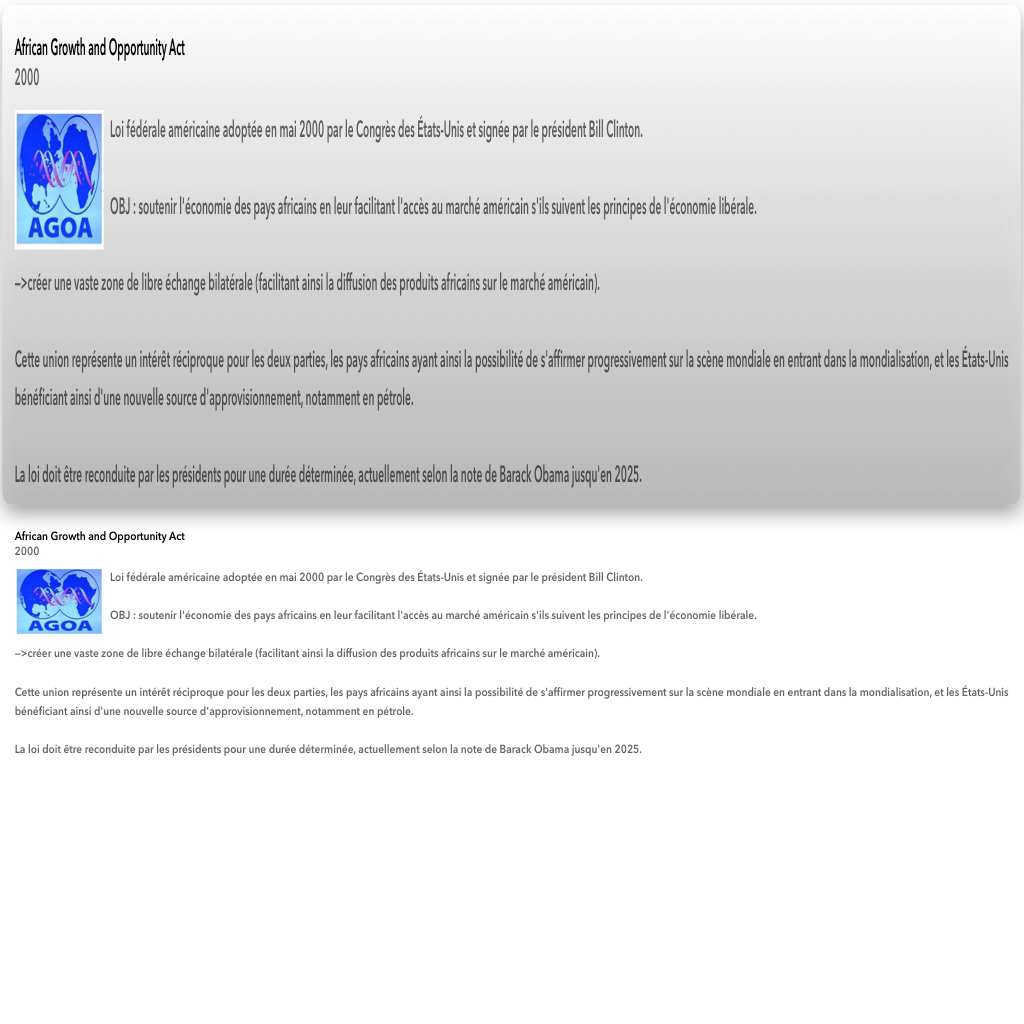 African Growth and Opportunity Act
2000
Loi fédérale américaine adoptée en mai 2000 par le Congrès des États-Unis et signée par le président Bill Clinton.
AGOA
OBJ : soutenir l'économie des pays africains en leur facilitant l'accès au marché américain s'ils suivent les principes de l'économie libérale.
–>créer une vaste zone de libre échange bilatérale (facilitant ainsi la diffusion des produits africains sur le marché américain).
Cette union représente un intérêt réciproque pour les deux parties, les pays africains ayant ainsi la possibilité de s'affirmer progressivement sur la scène mondiale en entrant dans la mondialisation, et les États-Unis
bénéficiant ainsi d'une nouvelle source d'approvisionnement, notamment en pétrole.
La loi doit être reconduite par les présidents pour une durée déterminée, actuellement selon la note de Barack Obama jusqu'en 2025.
African Growth and Opportunity Act
2000
Loi fédérale américaine adoptée en mai 2000 par le Congrès des États-Unis et signée par le président Bill Clinton.
OBJ : soutenir l'économie des pays africains en leur facilitant l'accès au marché américain s'ils suivent les principes de l'économie libérale.
AGOA
–>créer une vaste zone de libre échange bilatérale (facilitant ainsi la diffusion des produits africains sur le marché américain).
Cette union représente un intérêt réciproque pour les deux parties, les pays africains ayant ainsi la possibilité de s'affirmer progressivement sur la scène mondiale en entrant dans la mondialisation, et les États-Unis
bénéficiant ainsi d'une nouvelle source d'approvisionnement, notamment en pétrole.
La loi doit être reconduite par les présidents pour une durée déterminée, actuellement selon la note de Barack Obama jusqu'en 2025.